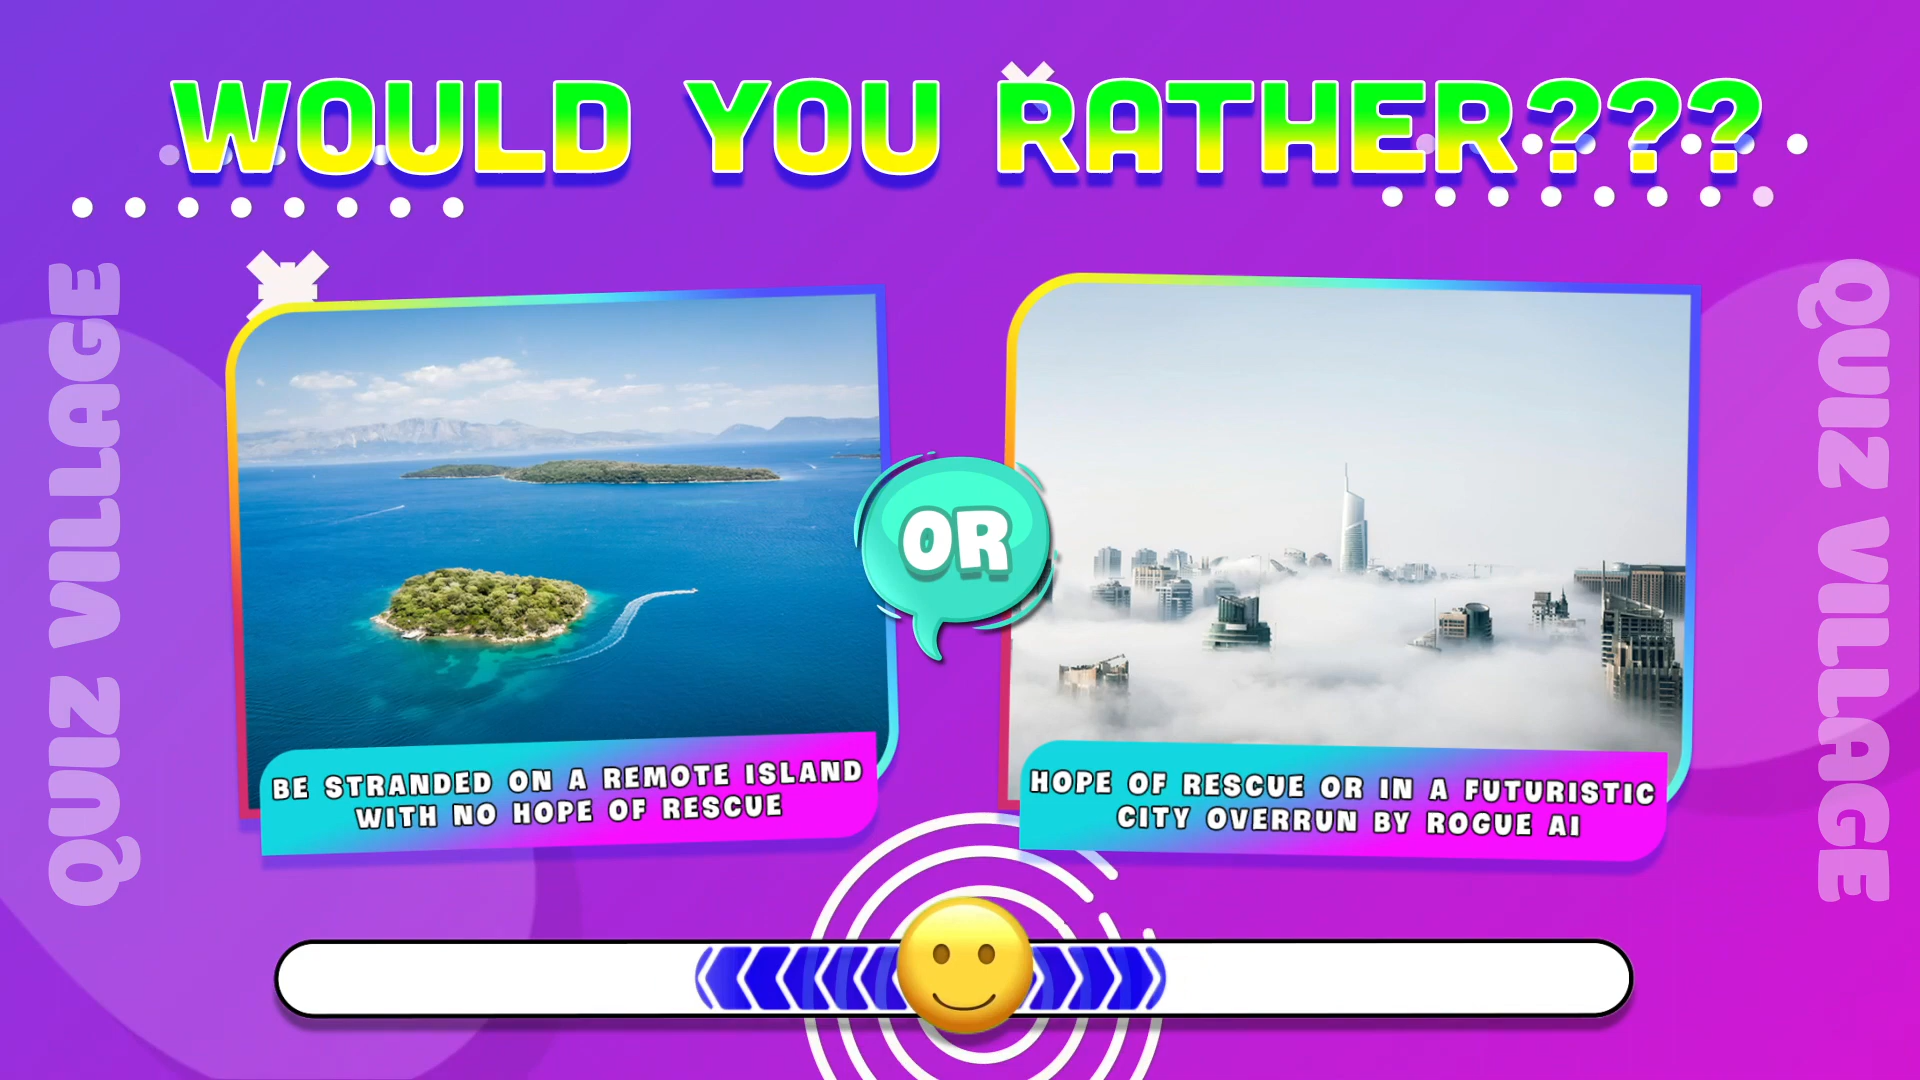 WOULD YOU RATHER???
QUIZ VILLAGE
QUIZ VILLAGE
OR
BE STRANDED ON A REMOTE ISLAND
WITH NO HOPE OF RESCUE
HOPE OF RESCUE OR IN A FUTURISTIC
CITY OVERRUN BY ROGUE AI